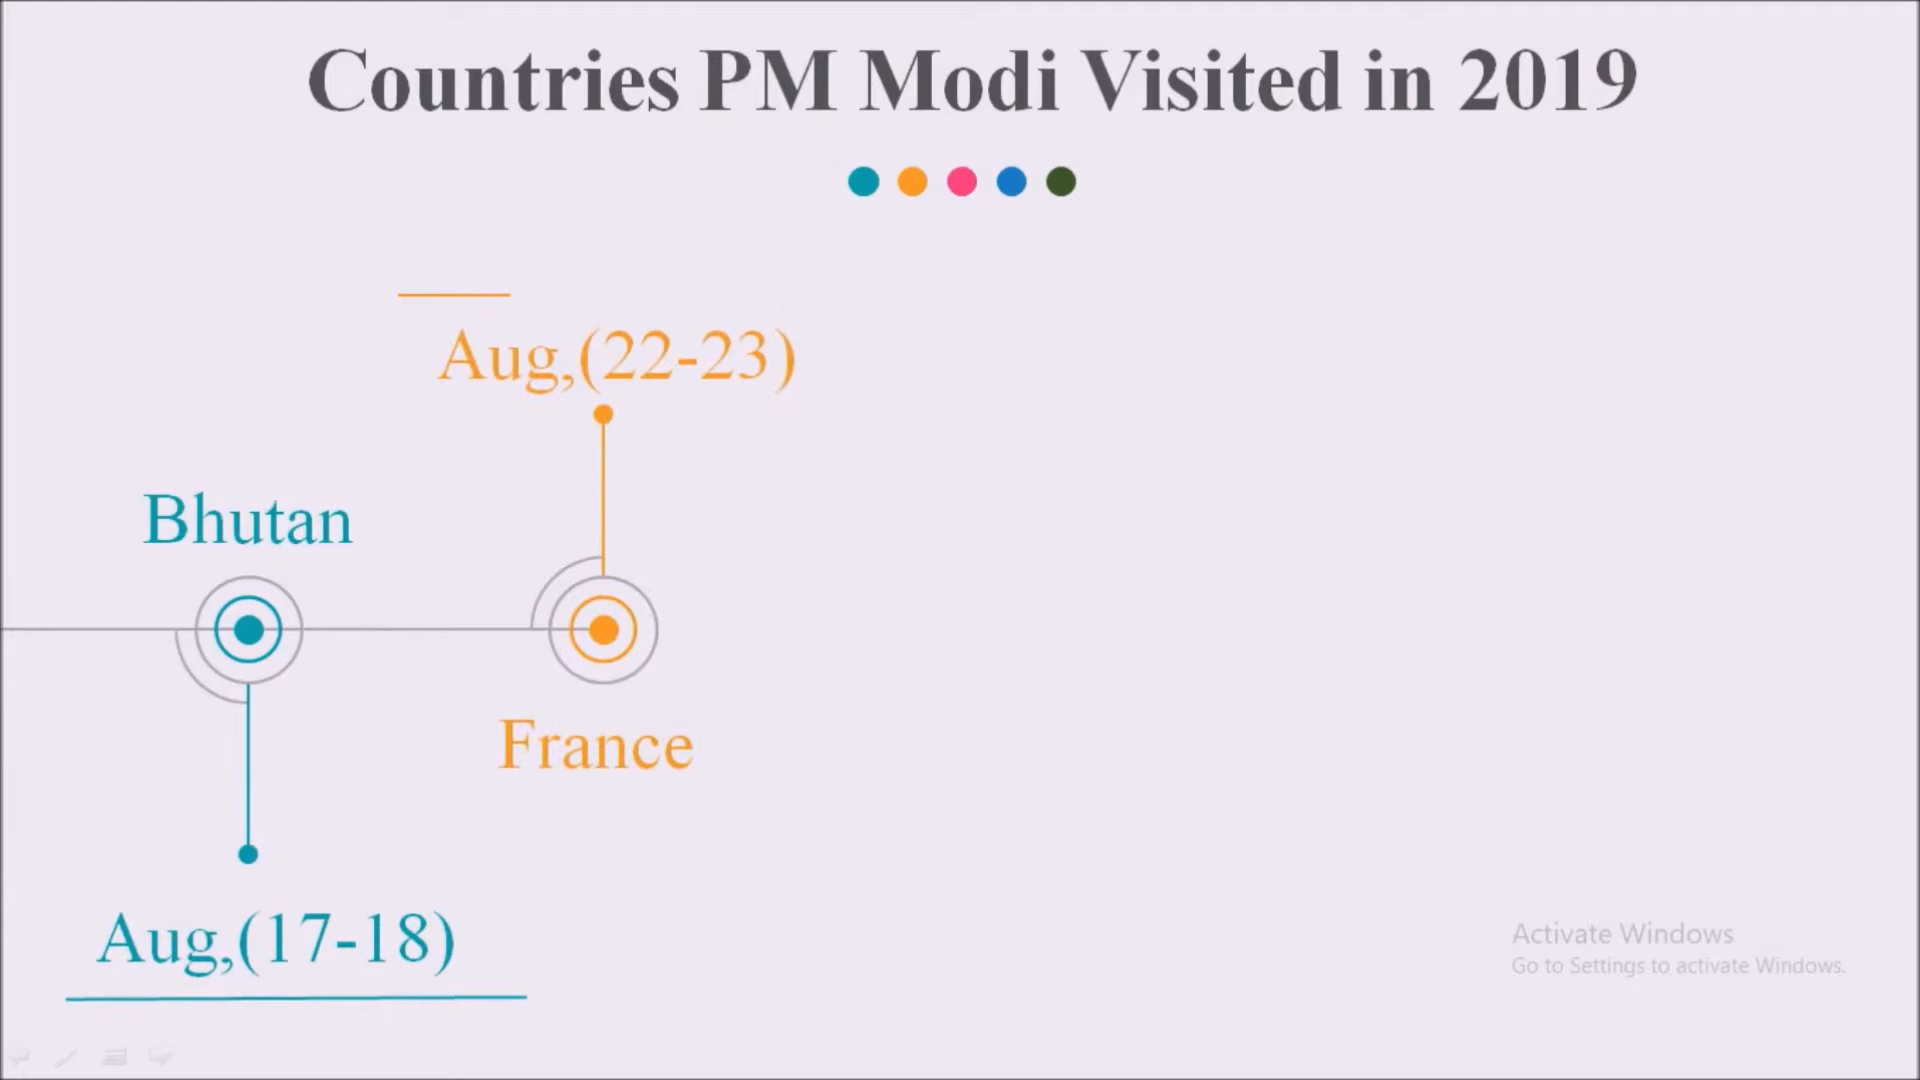 Countries PM Modi Visited in 2019
Aug,(22-23)
Bhutan
France
Aug,(17-18)
Activate Windows
Go to Settings to activate Windows.